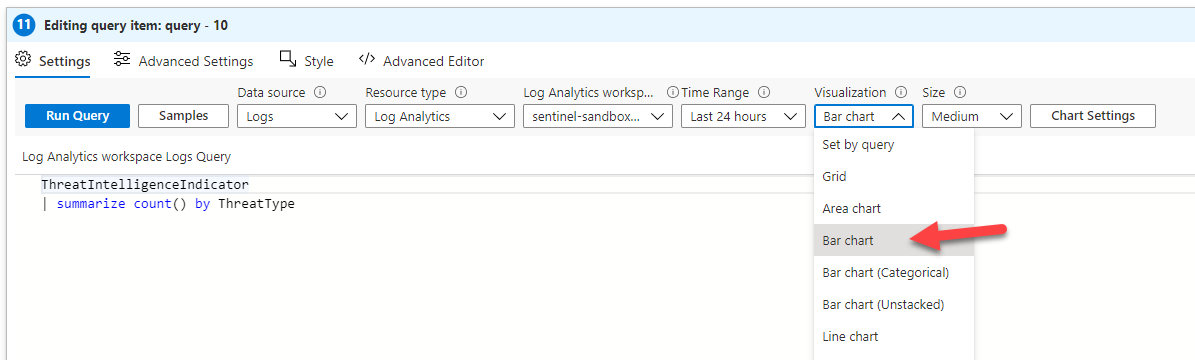 11 Editing query item: query - 10
Settings Advanced Settings Style </> Advanced Editor
Data source Resource type Log Analytics worksp... Time Range Visualization Size
Run Query Samples Logs Log Analytics sentinel-sandbox... Last 24 hours Bar chart Medium Chart Settings
Set by query
Log Analytics workspace Logs Query
Grid
ThreatIntelligenceIndicator
| summarize count() by ThreatType
Area chart
Bar chart
Bar chart (Categorical)
Bar chart (Unstacked)
Line chart